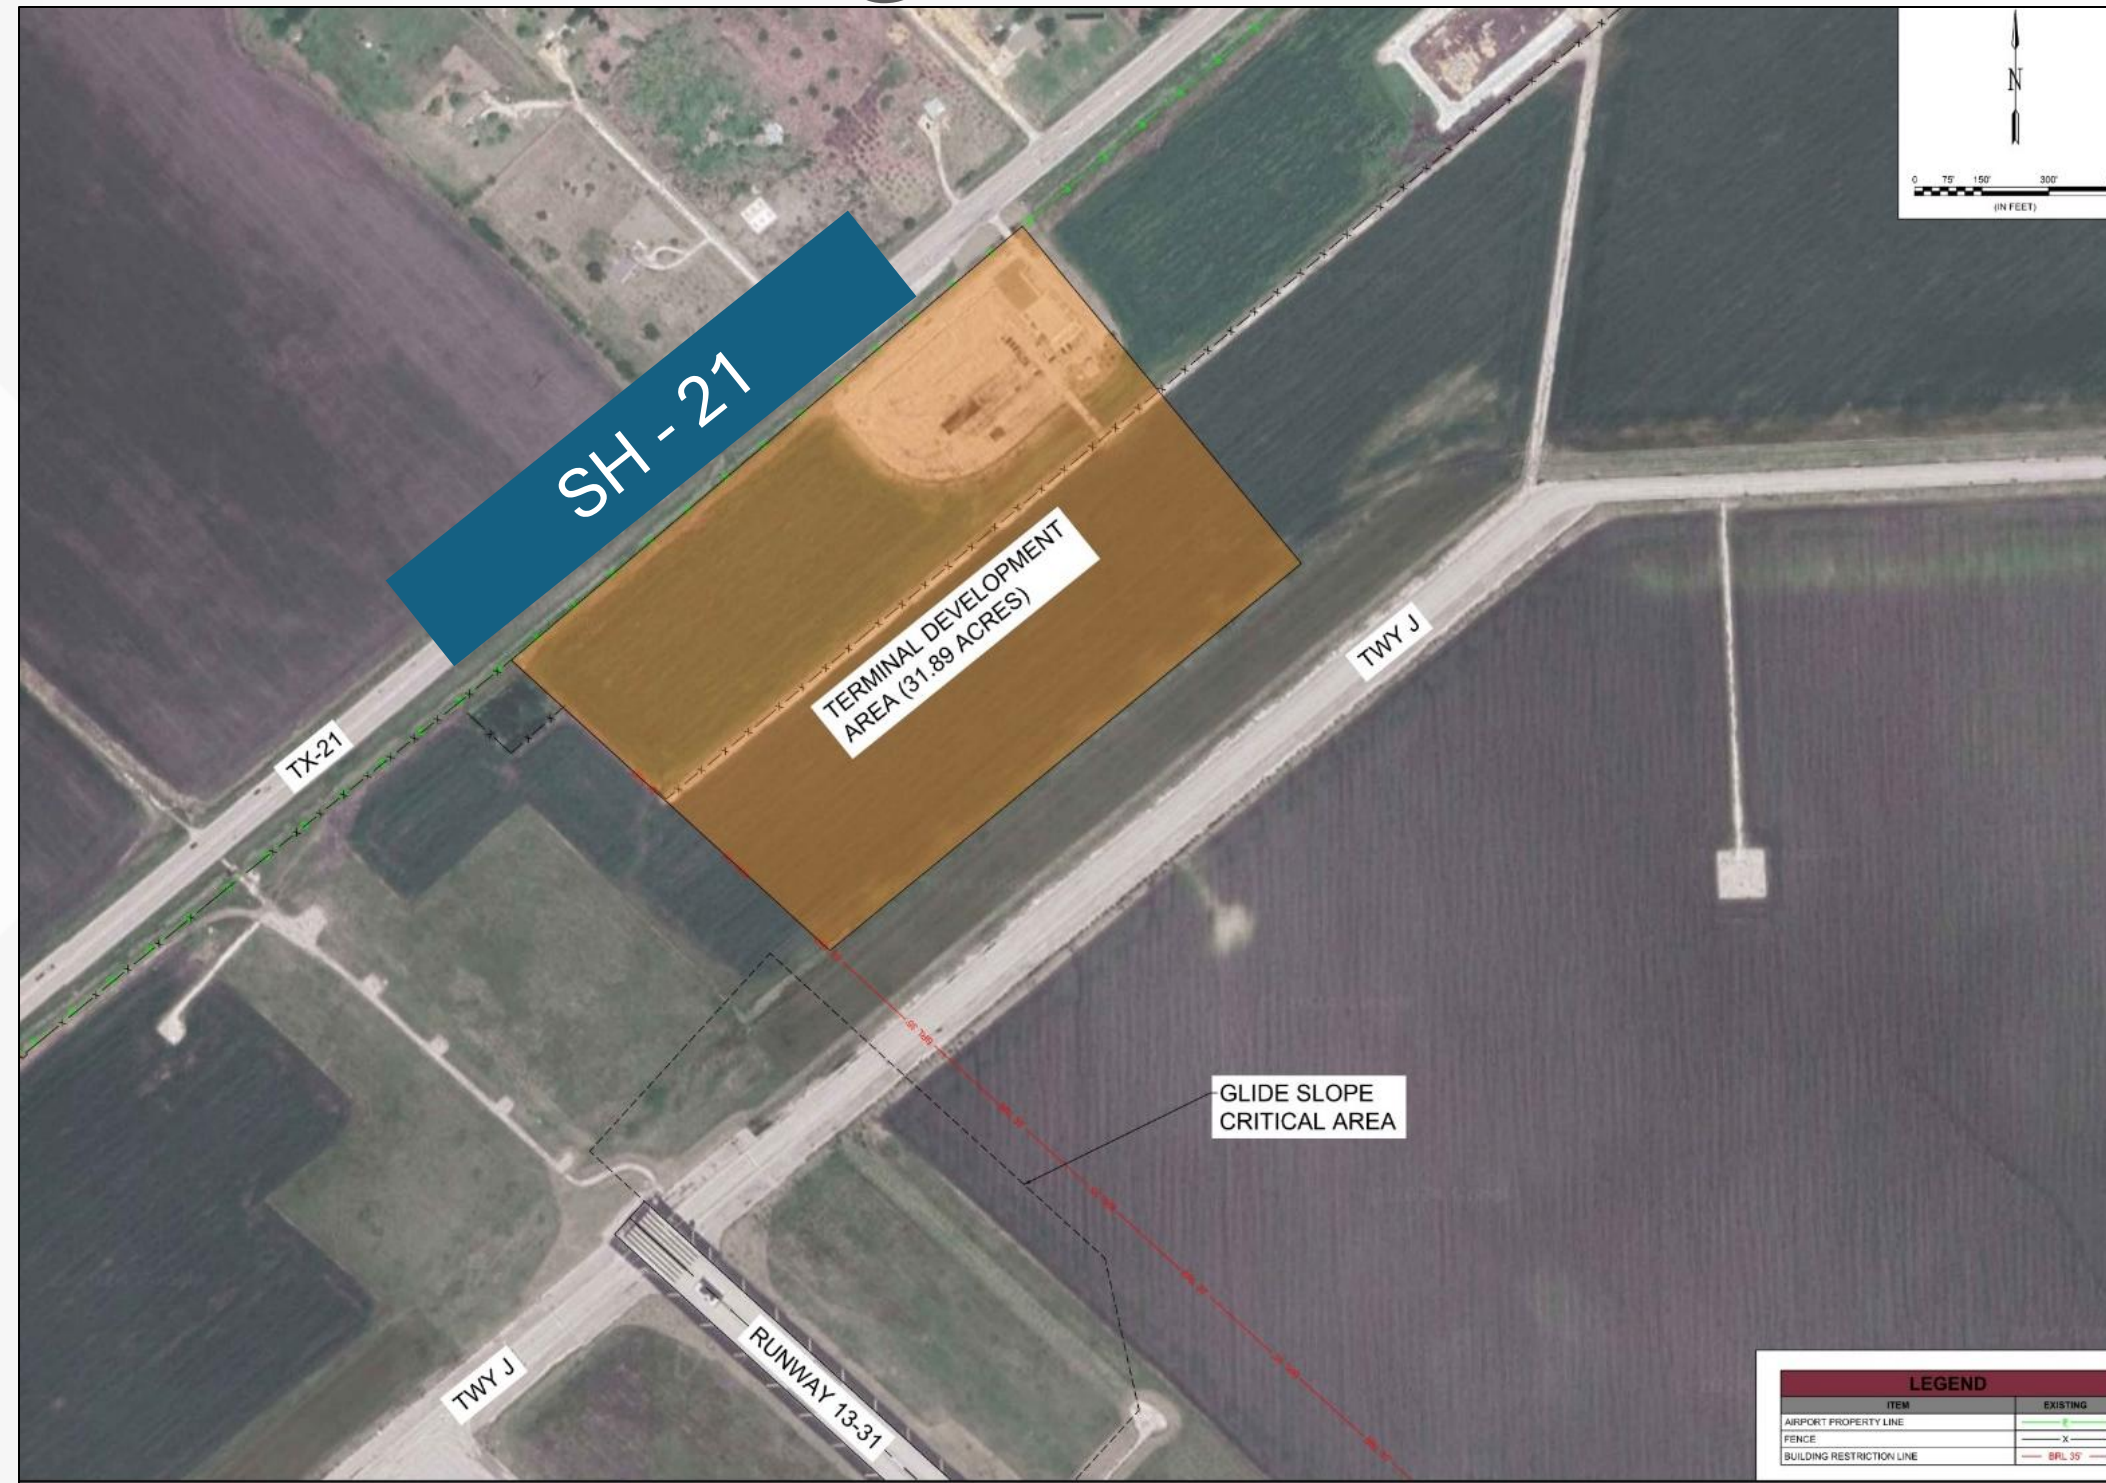 N
0 75' 150' 300'
(IN FEET)
SH - 21
TERMINAL DEVELOPMENT
AREA (31.89 ACRES)
TWY J
TX-21
GLIDE SLOPE
CRITICAL AREA
RUNWAY 13-31
TWY J
LEGEND
ITEM EXISTING
AIRPORT PROPERTY LINE
FENCE X
BUILDING RESTRICTION LINE BRL 35'